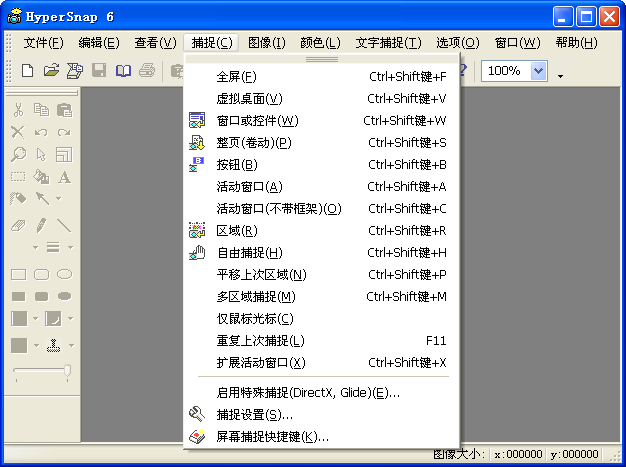 HyperSnap 6
文件(F) 编辑(E) 查看(V) 捕捉(C) 图像(I) 颜色(L) 文字捕捉(T) 选项(O) 窗口(W) 帮助(H)
100%
全屏(F) Ctrl+Shift键+F
虚拟桌面(V) Ctrl+Shift键+V
窗口或控件(W) Ctrl+Shift键+W
整页(卷动)(P) Ctrl+Shift键+S
按钮(B) Ctrl+Shift键+B
活动窗口(A) Ctrl+Shift键+A
活动窗口(不带框架)(O) Ctrl+Shift键+C
区域(R) Ctrl+Shift键+R
自由捕捉(H) Ctrl+Shift键+H
平移上次区域(N) Ctrl+Shift键+P
多区域捕捉(M) Ctrl+Shift键+M
仅鼠标光标(C)
重复上次捕捉(L) F11
扩展活动窗口(X) Ctrl+Shift键+X
启用特殊捕捉(DirectX, Glide)(E)...
捕捉设置(S)...
屏幕捕捉快捷键(K)...
图像大小: x:000000 y:000000